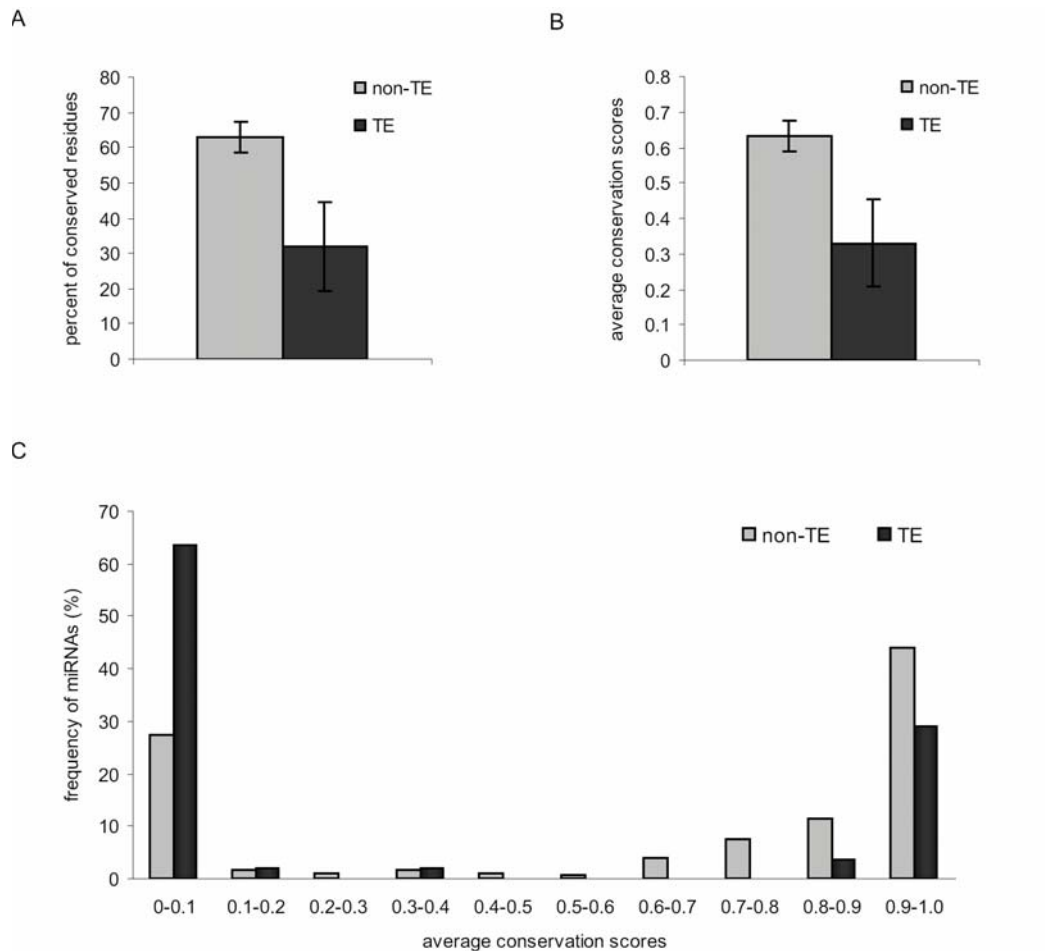 A
percent of conserved residues
80
70
60
50
40
30
20
10
0
non-TE
TE
B
average conservation scores
0.8
0.7
0.6
0.5
0.4
0.3
0.2
0.1
0
non-TE
TE
C
frequency of miRNAs (%)
70
60
50
40
30
20
10
0
non-TE TE
0-0.1 0.1-0.2 0.2-0.3 0.3-0.4 0.4-0.5 0.5-0.6 0.6-0.7 0.7-0.8 0.8-0.9 0.9-1.0
average conservation scores